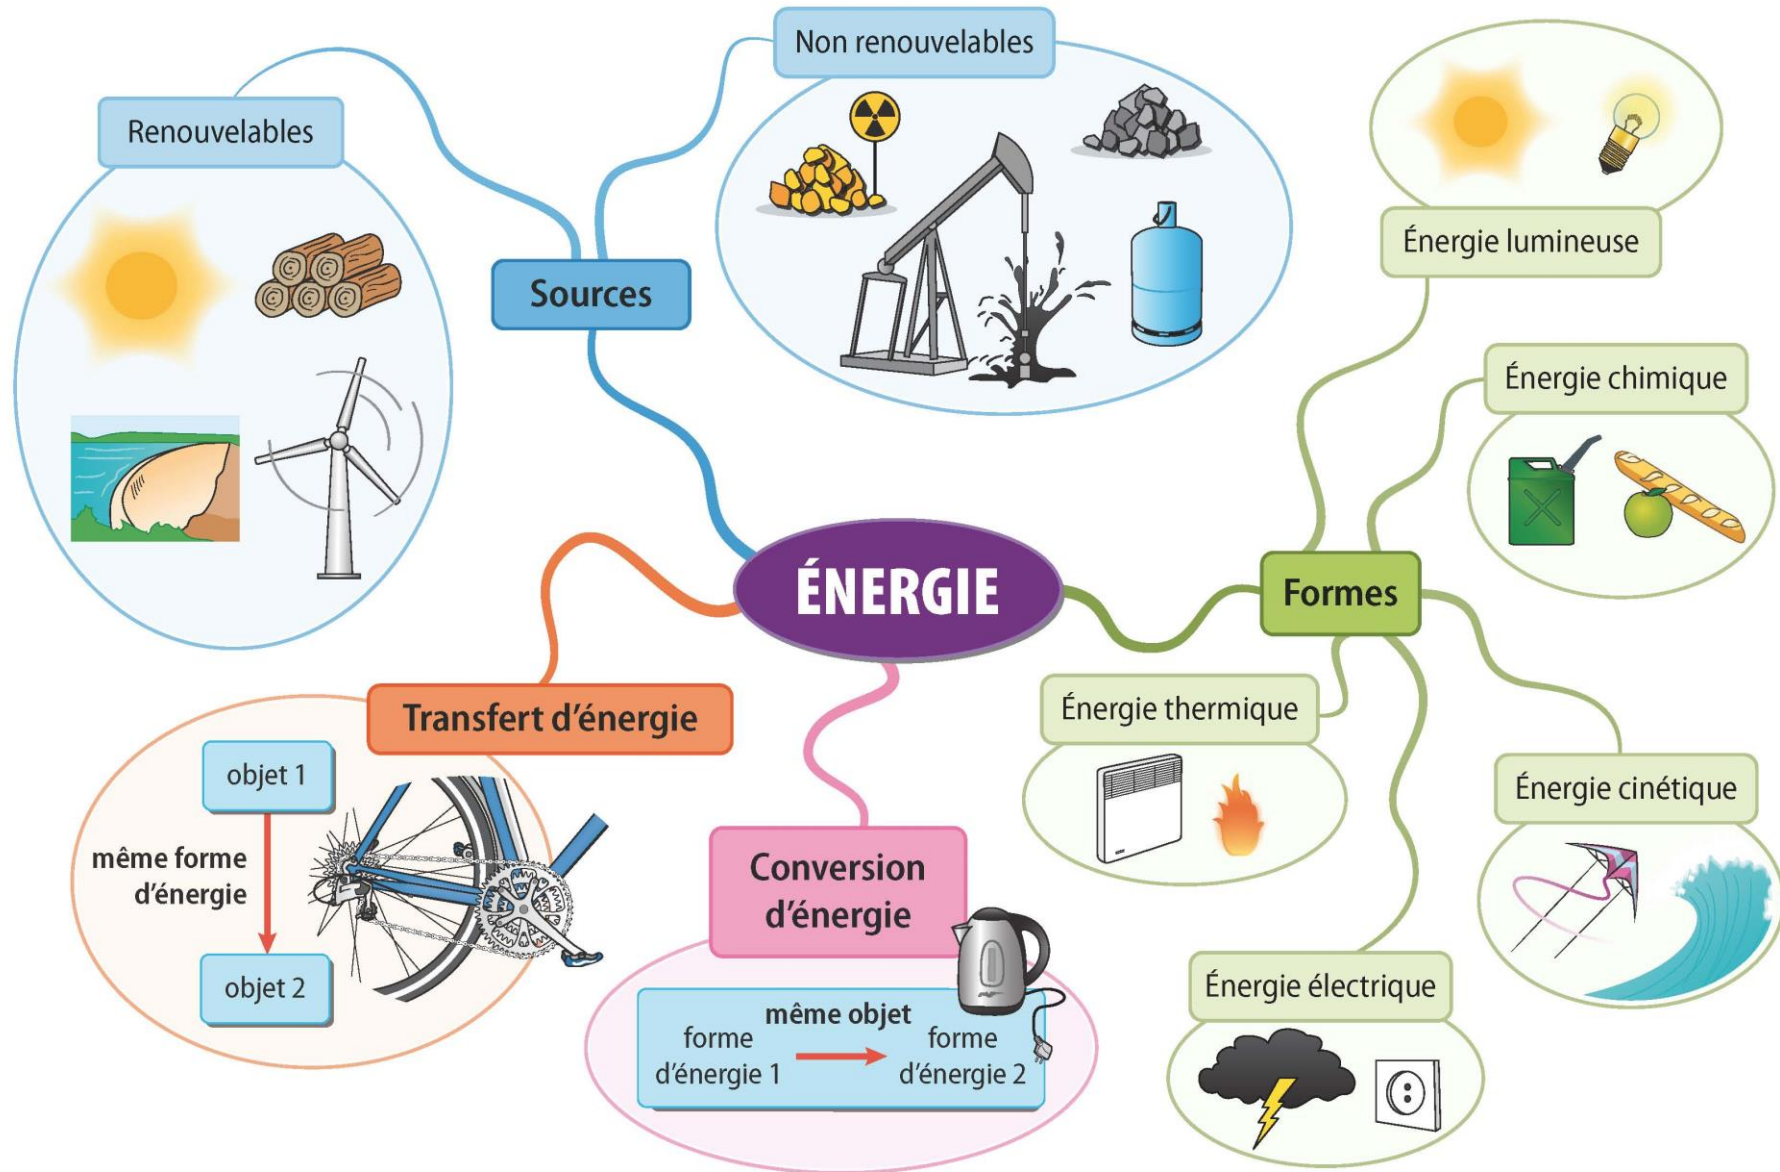 Non renouvelables
Renouvelables
Sources
Énergie lumineuse
Énergie chimique
ÉNERGIE
Formes
Transfert d'énergie
objet 1
même forme
d'énergie
objet 2
Conversion
d'énergie
même objet
forme
d'énergie 1
forme
d'énergie 2
Énergie thermique
Énergie cinétique
Énergie électrique